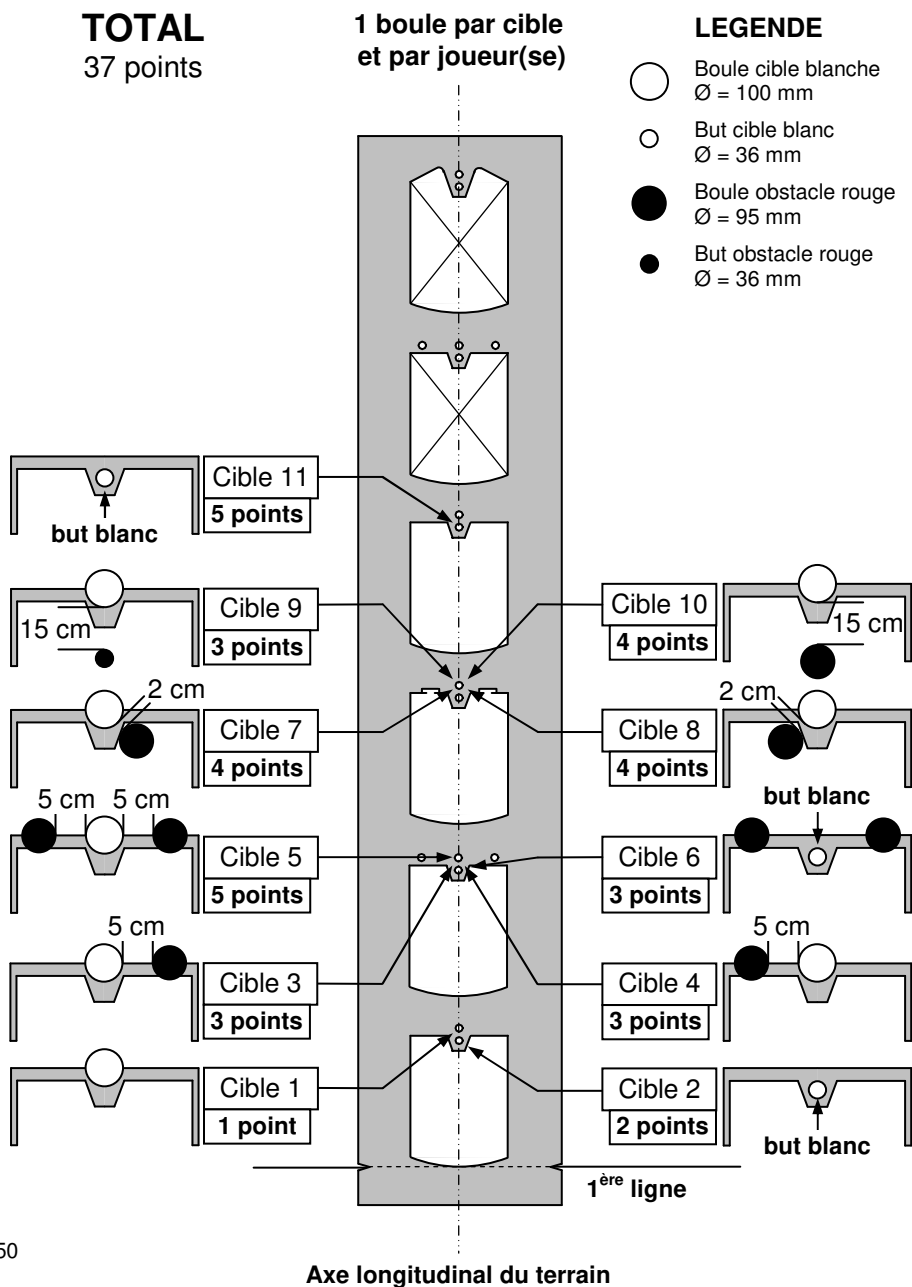 TOTAL
37 points
1 boule par cible
et par joueur(se)
LEGENDE
Boule cible blanche
Ø = 100 mm
But cible blanc
Ø = 36 mm
Boule obstacle rouge
Ø = 95 mm
But obstacle rouge
Ø = 36 mm
Cible 11
5 points
but blanc
Cible 9
3 points
15 cm
Cible 10
4 points
15 cm
2 cm
Cible 7
4 points
2 cm
Cible 8
4 points
5 cm 5 cm
Cible 5
5 points
but blanc
Cible 6
3 points
5 cm
Cible 3
3 points
5 cm
Cible 4
3 points
Cible 1
1 point
Cible 2
2 points
but blanc
1ère ligne
50
Axe longitudinal du terrain